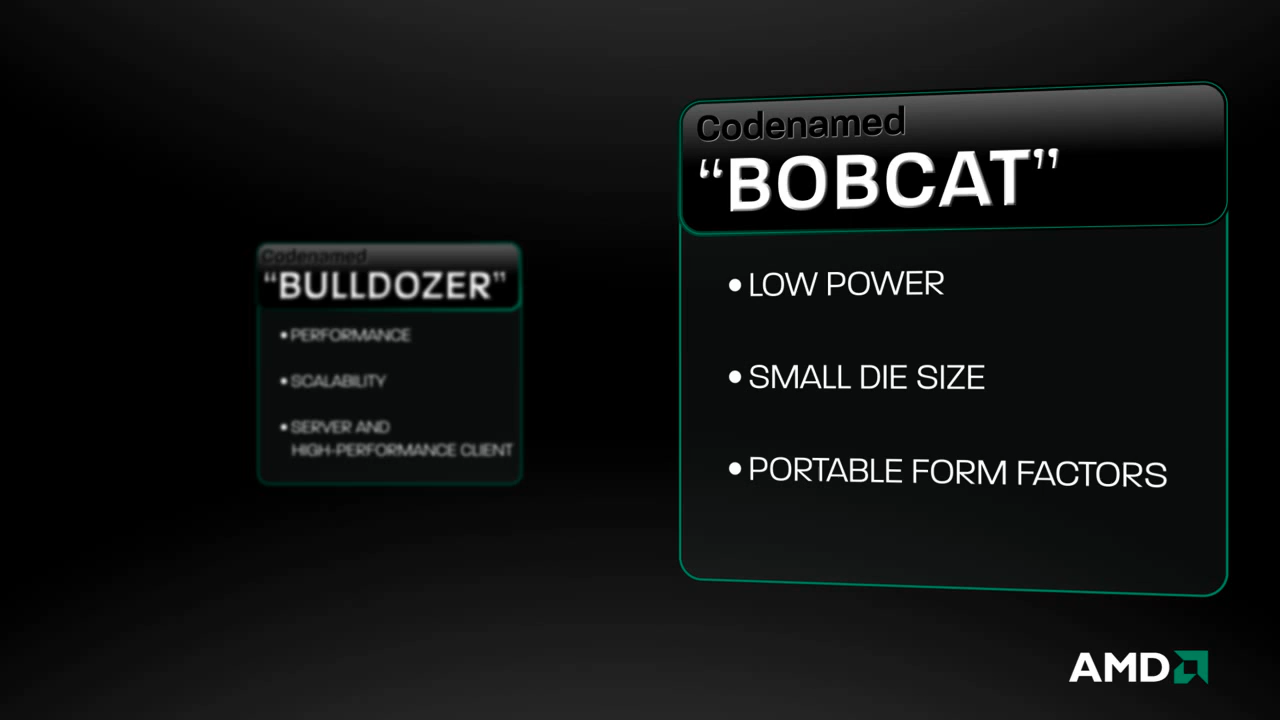 Codenamed
“BULLDOZER”
• PERFORMANCE
• SCALABILITY
• SERVER AND
HIGH-PERFORMANCE CLIENT
Codenamed
“BOBCAT”
• LOW POWER
• SMALL DIE SIZE
• PORTABLE FORM FACTORS
AMD